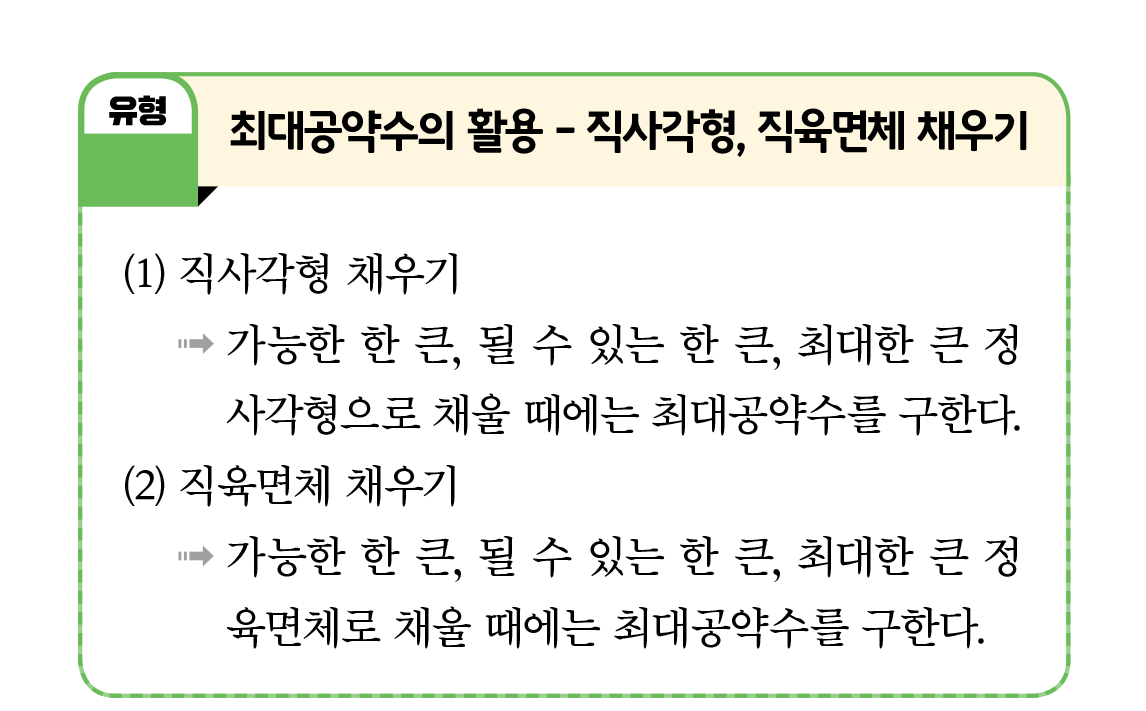 유형
최대공약수의 활용 - 직사각형, 직육면체 채우기
(1) 직사각형 채우기
➡ 가능한 한 큰, 될 수 있는 한 큰, 최대한 큰 정
사각형으로 채울 때에는 최대공약수를 구한다.
(2) 직육면체 채우기
➡ 가능한 한 큰, 될 수 있는 한 큰, 최대한 큰 정
육면체로 채울 때에는 최대공약수를 구한다.